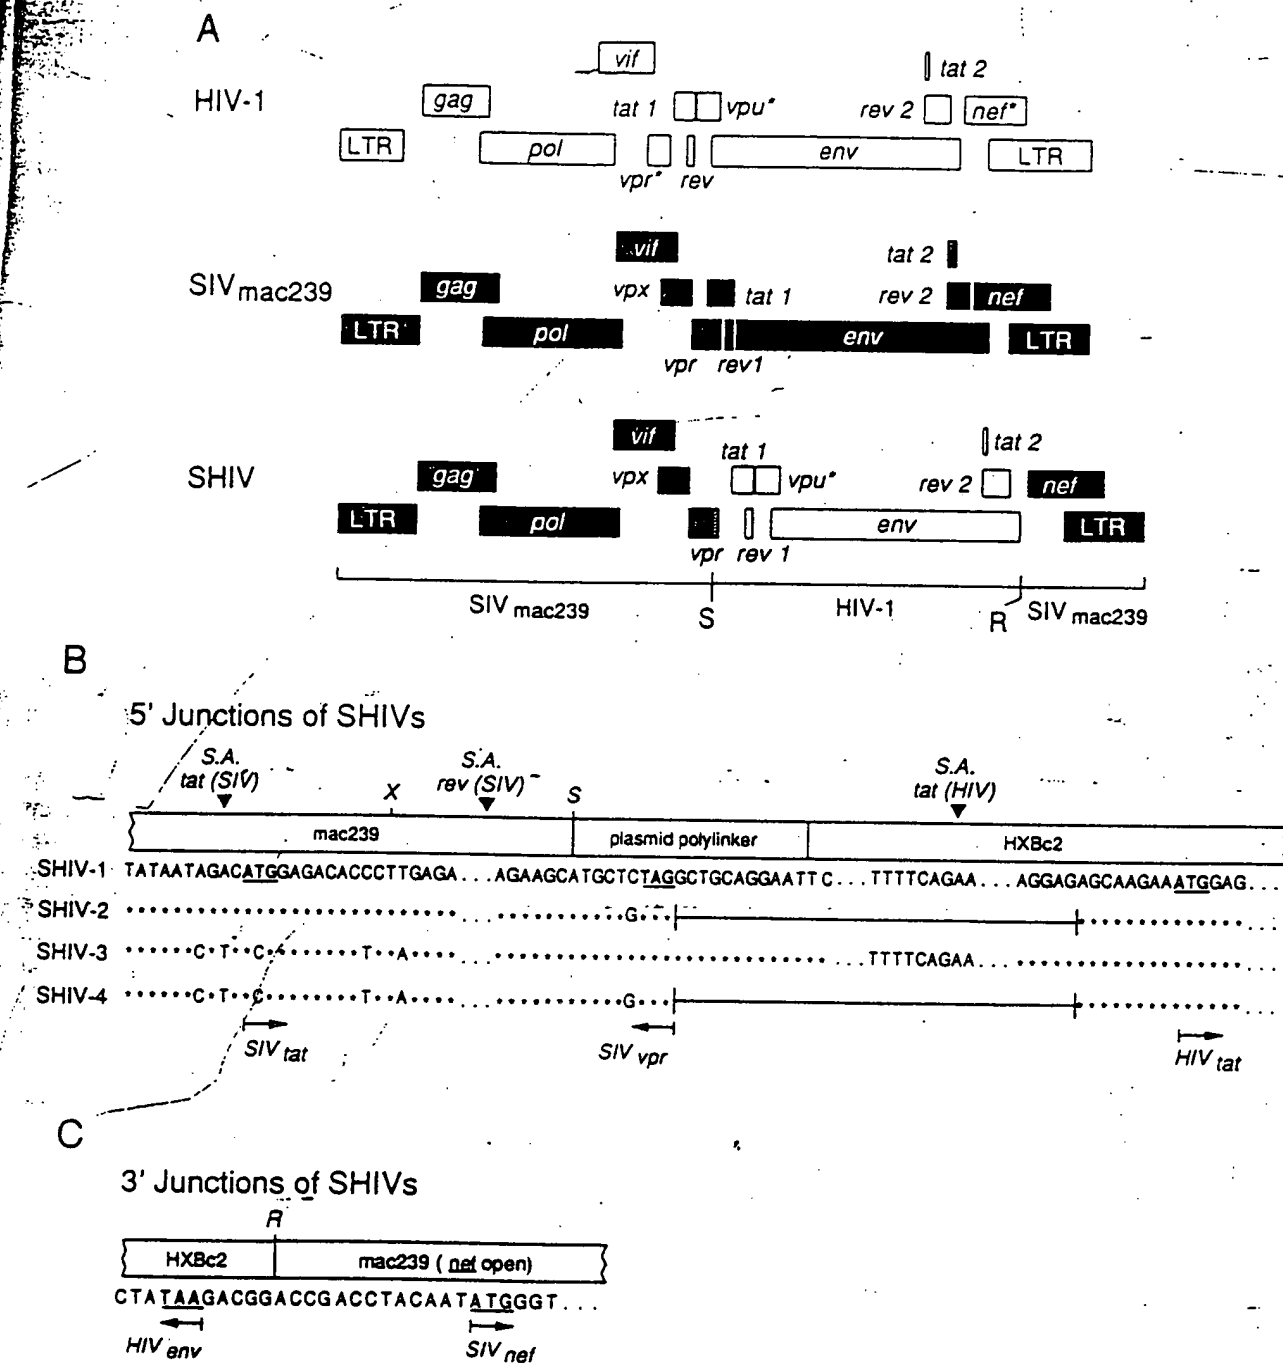 A
vif
tat 2
HIV-1
gag
tat 1
vpu*
rev 2
nef*
LTR
pol
env
LTR
vpr*
rev
vif
tat 2
SIV mac239
gag
vpx
tat 1
rev 2
nef
LTR
pol
env
LTR
vpr
rev1
vif
tat 1
tat 2
SHIV
gag
vpx
vpu*
rev 2
nef
LTR
pol
env
LTR
vpr
rev 1
SIV mac239
S
HIV-1
R
SIV mac239
B
5' Junctions of SHIVs
S.A.
tat (SIV)
X
S.A.
rev (SIV)
S
S.A.
tat (HIV)
mac239
plasmid polylinker
HXBc2
SHIV-1 TATAATAGACATGGAGACACCCTTGAGA...AGAAGCATGCTCTAGGCTGCAGGAATTC...TTTTCAGAA...AGGAGAGCAAGAAATGGAG...
SHIV-2 ............................ ... ............G... ............... ...
SHIV-3 ......C.T..C.........T..A.... ... .............................. ...TTTTCAGAA... .................... ...
SHIV-4 ......C.T..C.........T..A.... ... ............G... ............... ...
SIV tat
SIV vpr
HIV tat
C
3' Junctions of SHIVs
R
HXBc2
mac239 ( nef open)
CTATAAGACGGACCGACCTACAATATGGGT...
HIV env
SIV nef